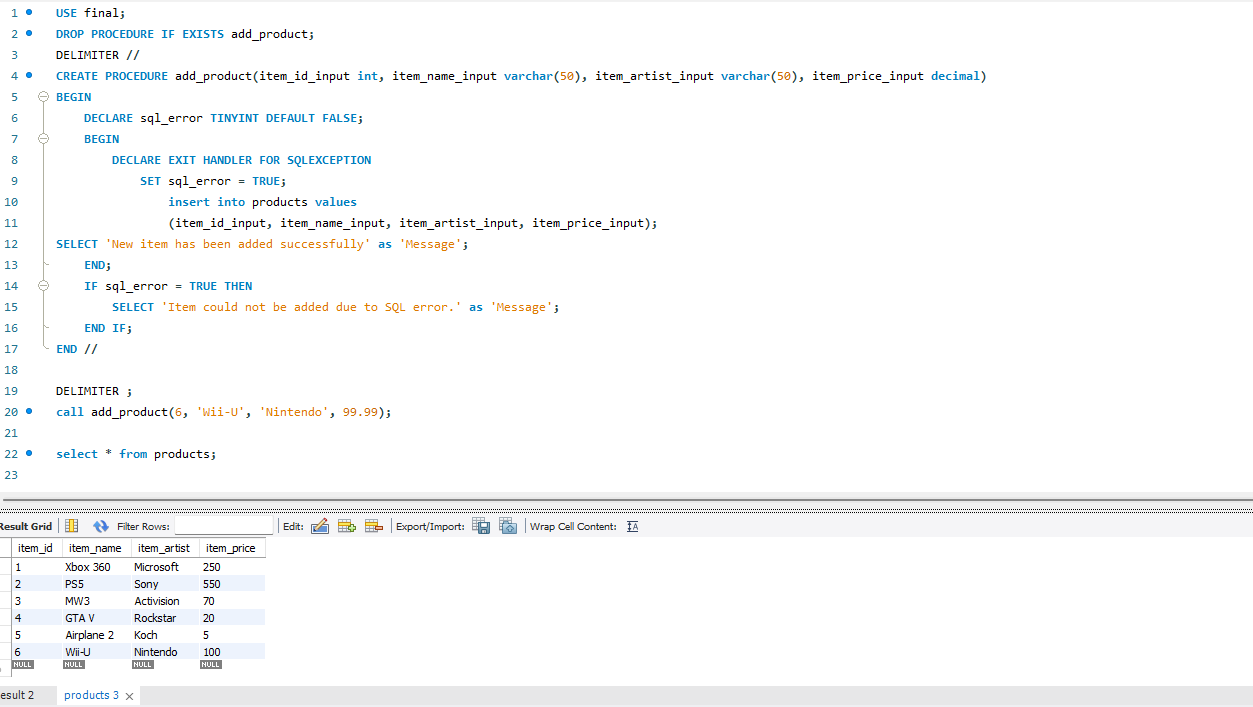 1 USE final;
2 DROP PROCEDURE IF EXISTS add_product;
3 DELIMITER //
4 CREATE PROCEDURE add_product(item_id_input int, item_name_input varchar(50), item_artist_input varchar(50), item_price_input decimal)
5 BEGIN
6 DECLARE sql_error TINYINT DEFAULT FALSE;
7 BEGIN
8 DECLARE EXIT HANDLER FOR SQLEXCEPTION
9 SET sql_error = TRUE;
10 insert into products values
11 (item_id_input, item_name_input, item_artist_input, item_price_input);
12 SELECT 'New item has been added successfully' as 'Message';
13 END;
14 IF sql_error = TRUE THEN
15 SELECT 'Item could not be added due to SQL error.' as 'Message';
16 END IF;
17 END //
18
19 DELIMITER ;
20 call add_product(6, 'Wii-U', 'Nintendo', 99.99);
21
22 select * from products;
23
Result Grid Filter Rows: Edit: Export/Import: Wrap Cell Content: IA
item_id item_name item_artist item_price
1 Xbox 360 Microsoft 250
2 PS5 Sony 550
3 MW3 Activision 70
4 GTA V Rockstar 20
5 Airplane 2 Koch 5
6 Wii-U Nintendo 100
NULL NULL NULL NULL
esult 2 products 3